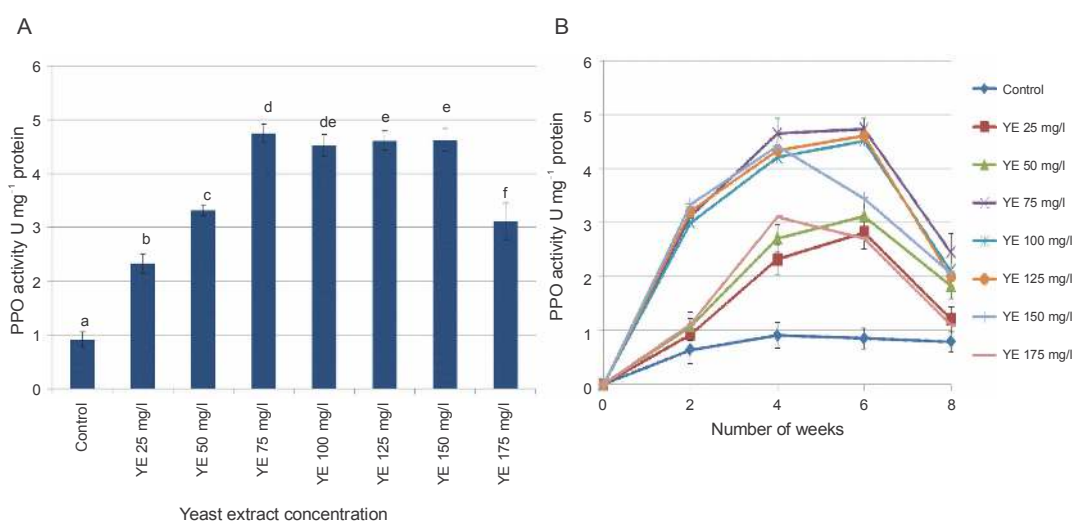 A
B
6
5
4
3
2
1
0
PPO activity U mg⁻¹ protein
a
b
c
d
de
e
e
f
Control
YE 25 mg/l
YE 50 mg/l
YE 75 mg/l
YE 100 mg/l
YE 125 mg/l
YE 150 mg/l
YE 175 mg/l
Yeast extract concentration
6
5
4
3
2
1
0
PPO activity U mg⁻¹ protein
0 2 4 6 8
Number of weeks
Control
YE 25 mg/l
YE 50 mg/l
YE 75 mg/l
YE 100 mg/l
YE 125 mg/l
YE 150 mg/l
YE 175 mg/l